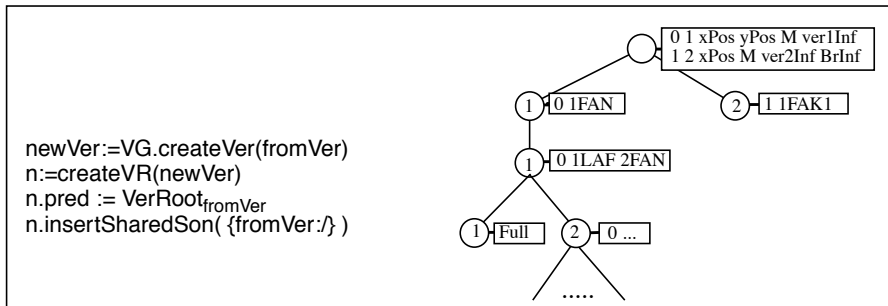 newVer:=VG.createVer(fromVer)
n:=createVR(newVer)
n.pred := VerRootfromVer
n.insertSharedSon( {fromVer:/} )
0 1 xPos yPos M ver1Inf
1 2 xPos M ver2Inf BrInf
1 0 1FAN
2 1 1FAK1
1 0 1LAF 2FAN
1 Full
2 0 ...
.....